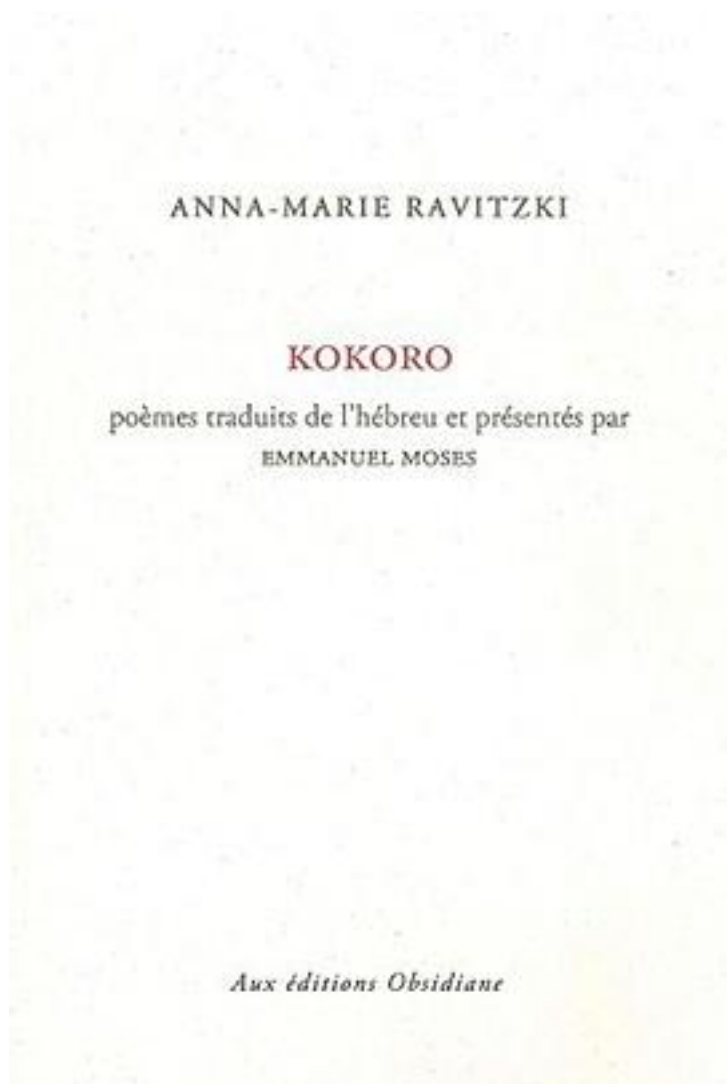 ANNA-MARIE RAVITZKI
KOKORO
poèmes traduits de l'hébreu et présentés par
EMMANUEL MOSES
Aux éditions Obsidiane